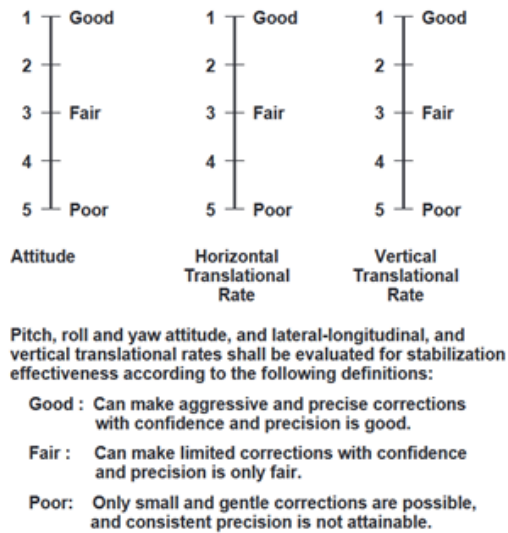 1 Good 1 Good 1 Good
2 2 2
3 Fair 3 Fair 3 Fair
4 4 4
5 Poor 5 Poor 5 Poor
Attitude Horizontal Vertical
Translational Translational
Rate Rate
Pitch, roll and yaw attitude, and lateral-longitudinal, and
vertical translational rates shall be evaluated for stabilization
effectiveness according to the following definitions:
Good : Can make aggressive and precise corrections
with confidence and precision is good.
Fair : Can make limited corrections with confidence
and precision is only fair.
Poor: Only small and gentle corrections are possible,
and consistent precision is not attainable.